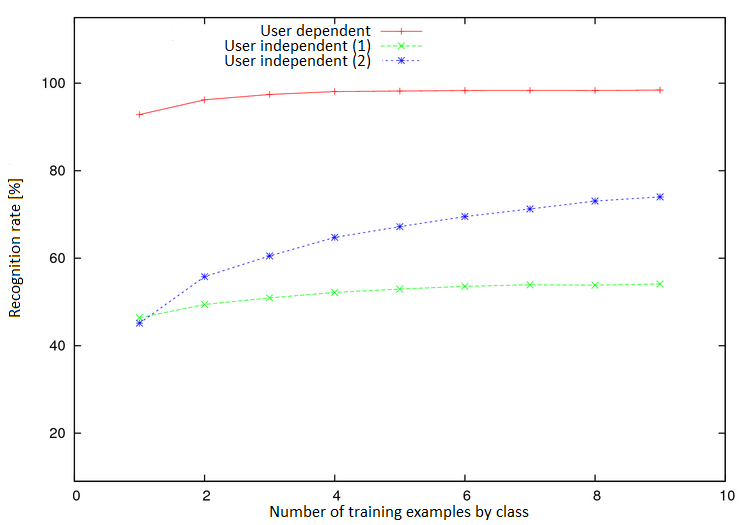 User dependent
User independent (1)
User independent (2)
100
80
60
40
20
Recognition rate [%]
0 2 4 6 8 10
Number of training examples by class